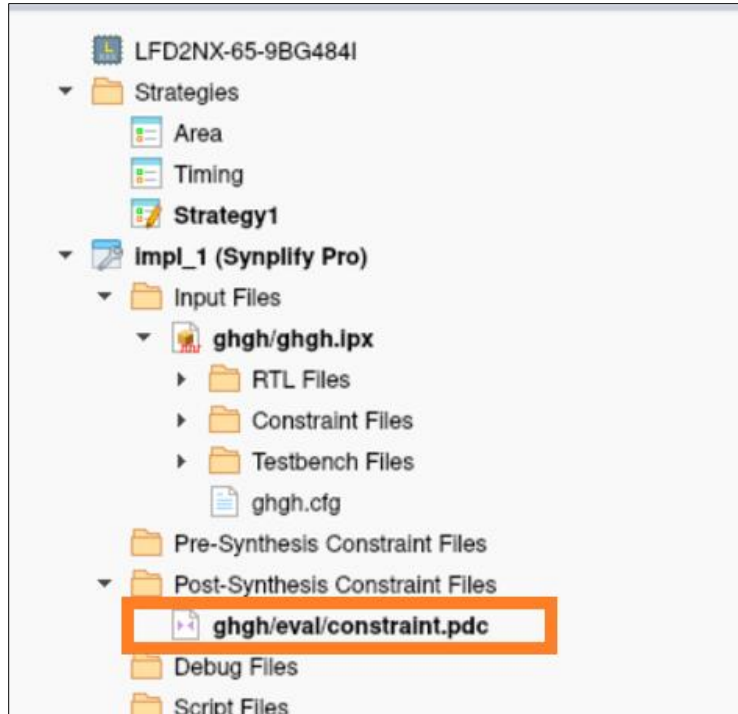 LFD2NX-65-9BG484I
Strategies
Area
Timing
Strategy1
impl_1 (Synplify Pro)
Input Files
ghgh/ghgh.ipx
RTL Files
Constraint Files
Testbench Files
ghgh.cfg
Pre-Synthesis Constraint Files
Post-Synthesis Constraint Files
ghgh/eval/constraint.pdc
Debug Files
Script Files